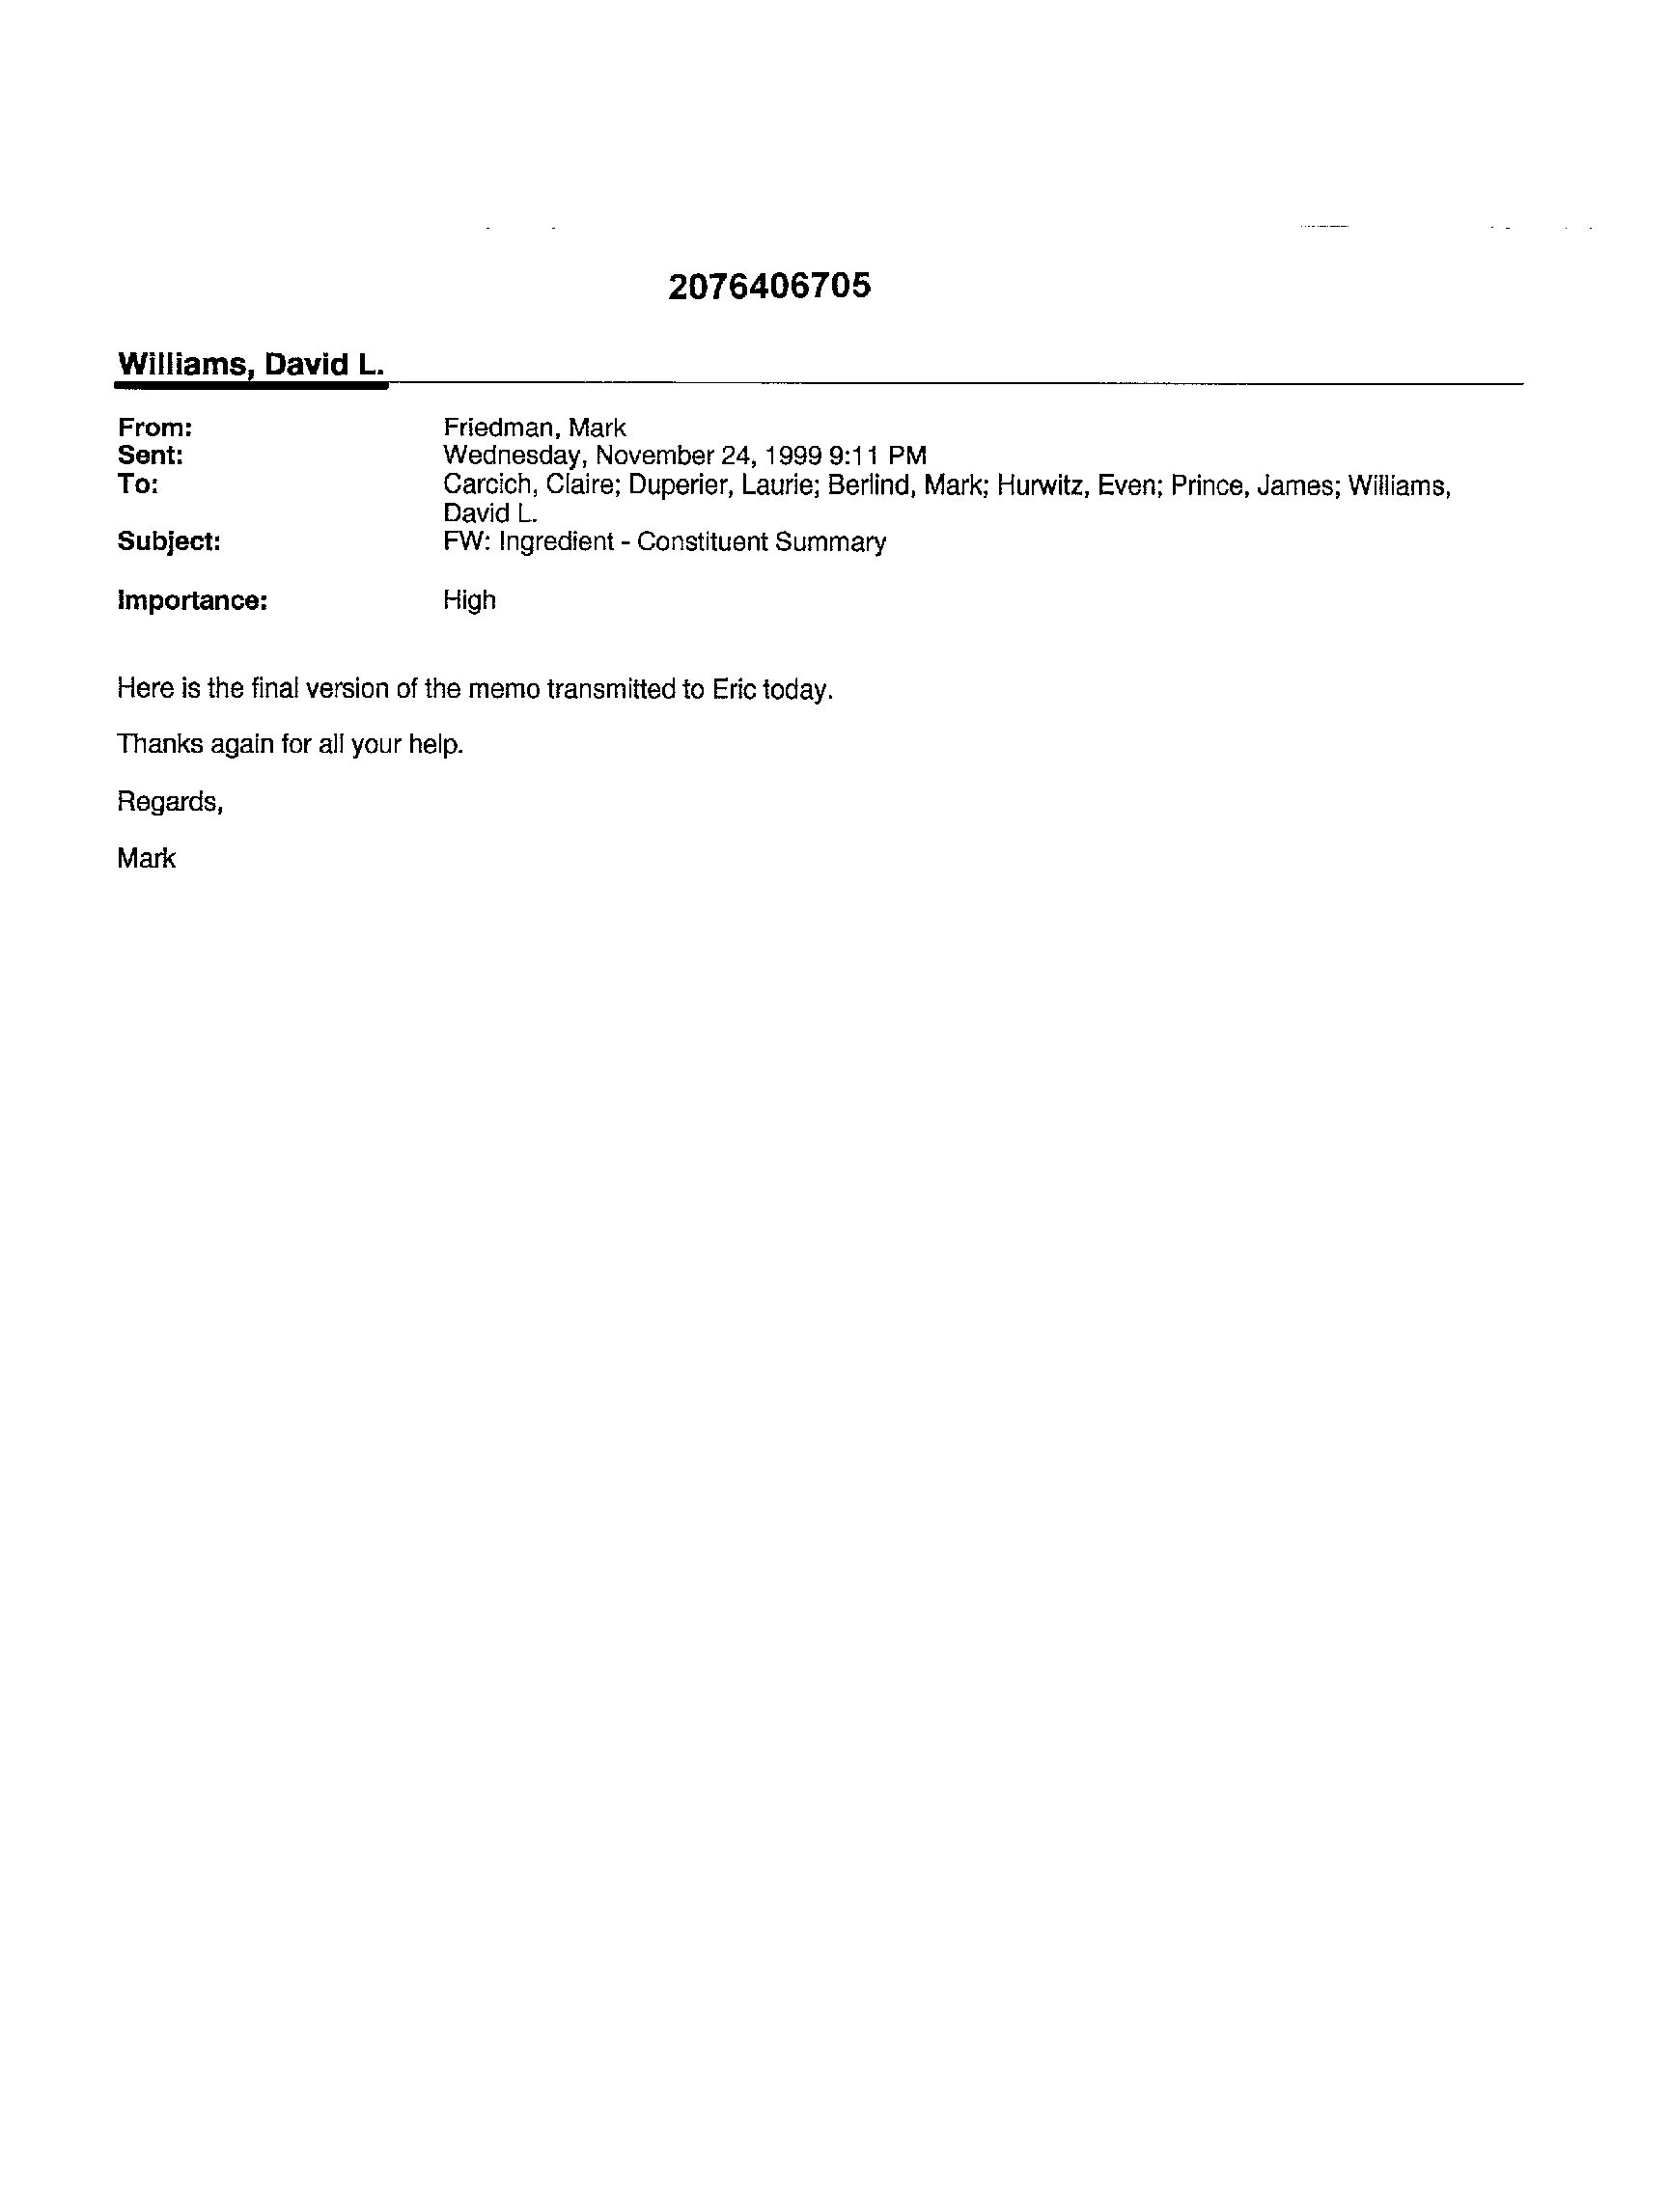 2076406705
Williams, David L.
From: Friedman, Mark
Sent: Wednesday, November 24, 1999 9:11 PM
To: Carcich, Claire; Duperier, Laurie; Berlind, Mark; Hurwitz, Even; Prince, James; Williams,
David L.
Subject: FW: Ingredient - Constituent Summary
Importance: High
Here is the final version of the memo transmitted to Eric today.
Thanks again for all your help.
Regards,
Mark